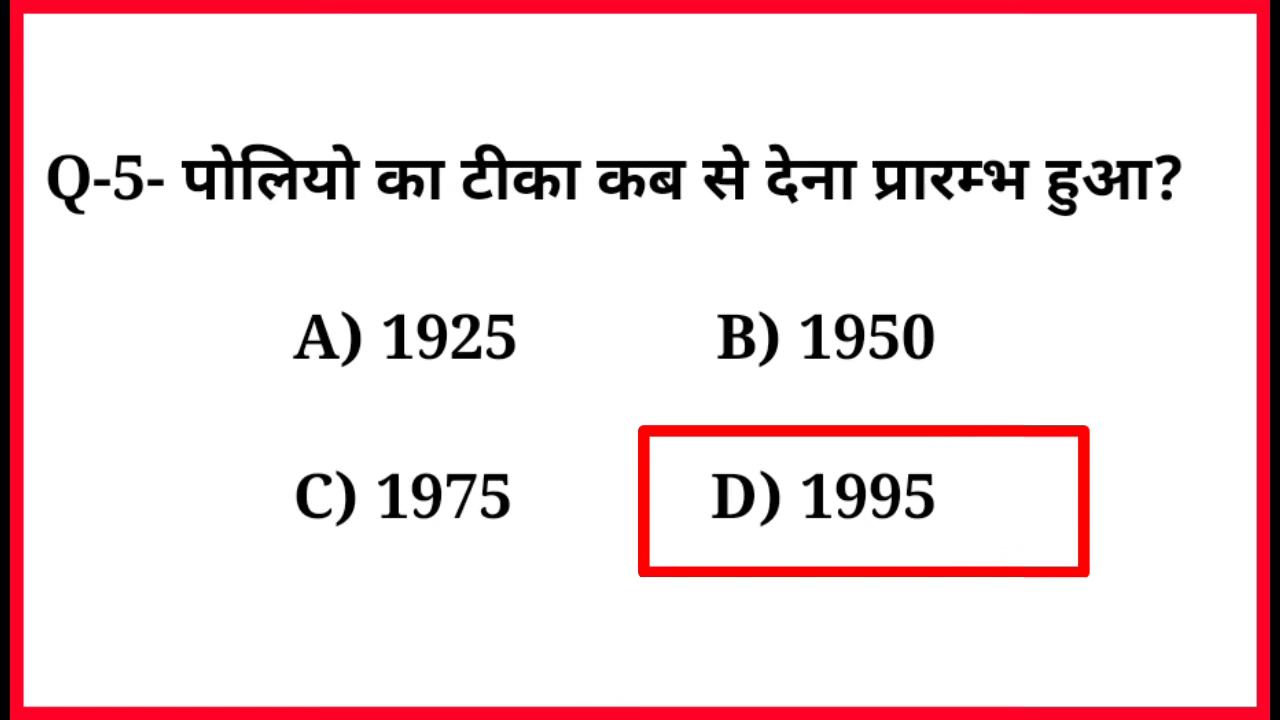 Q-5- पोलियो का टीका कब से देना प्रारम्भ हुआ?
A) 1925 B) 1950
C) 1975 D) 1995